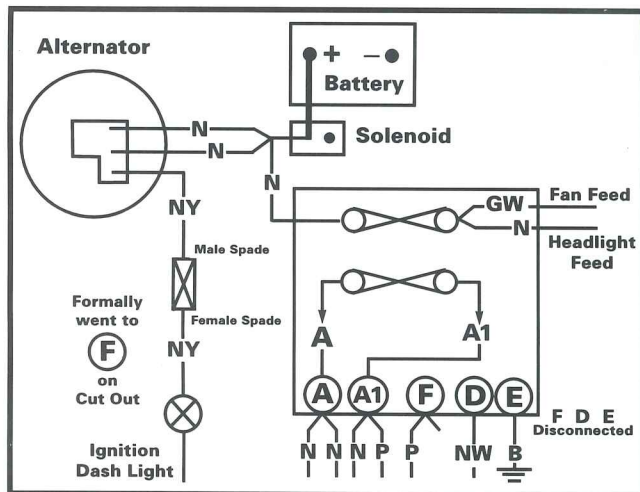 Alternator
+ –
Battery
Solenoid
N
N
N
NY
Male Spade
Female Spade
NY
Formally
went to
F
on
Cut Out
Ignition
Dash Light
GW
Fan Feed
N
Headlight
Feed
A
A1
A
A1
F
D
E
F D E
Disconnected
N N N P P NW B